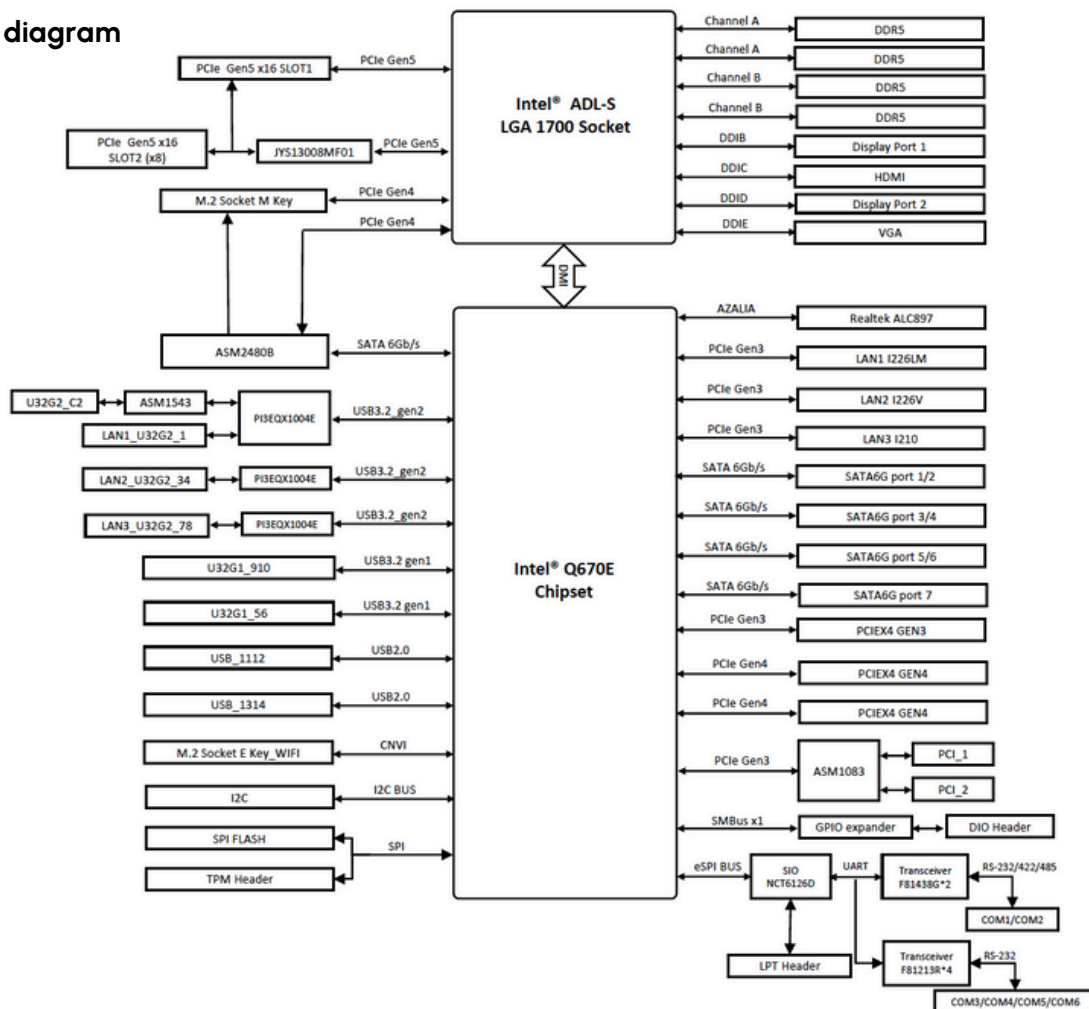 diagram
PCIe Gen5 x16 SLOT1
PCIe Gen5
PCIe Gen5 x16
SLOT2 (x8)
JYS13008MF01
PCIe Gen5
M.2 Socket M Key
PCIe Gen4
PCIe Gen4
Intel® ADL-S
LGA 1700 Socket
Channel A
DDR5
Channel A
DDR5
Channel B
DDR5
Channel B
DDR5
DDIB
Display Port 1
DDIC
HDMI
DDID
Display Port 2
DDIE
VGA
DMI
ASM2480B
SATA 6Gb/s
U32G2_C2
ASM1543
PI3EQX1004E
USB3.2_gen2
LAN1_U32G2_1
LAN2_U32G2_34
PI3EQX1004E
USB3.2_gen2
LAN3_U32G2_78
PI3EQX1004E
USB3.2_gen2
U32G1_910
USB3.2 gen1
U32G1_56
USB3.2 gen1
USB_1112
USB2.0
USB_1314
USB2.0
M.2 Socket E Key_WIFI
CNVI
I2C
I2C BUS
SPI FLASH
SPI
TPM Header
Intel® Q670E
Chipset
AZALIA
Realtek ALC897
PCIe Gen3
LAN1 I226LM
PCIe Gen3
LAN2 I226V
PCIe Gen3
LAN3 I210
SATA 6Gb/s
SATA6G port 1/2
SATA 6Gb/s
SATA6G port 3/4
SATA 6Gb/s
SATA6G port 5/6
SATA 6Gb/s
SATA6G port 7
PCIe Gen3
PCIEX4 GEN3
PCIe Gen4
PCIEX4 GEN4
PCIe Gen4
PCIEX4 GEN4
PCIe Gen3
ASM1083
PCI_1
PCI_2
SMBus x1
GPIO expander
DIO Header
eSPI BUS
SIO
NCT6126D
UART
Transceiver
F81438G*2
RS-232/422/485
COM1/COM2
LPT Header
Transceiver
F81213R*4
RS-232
COM3/COM4/COM5/COM6